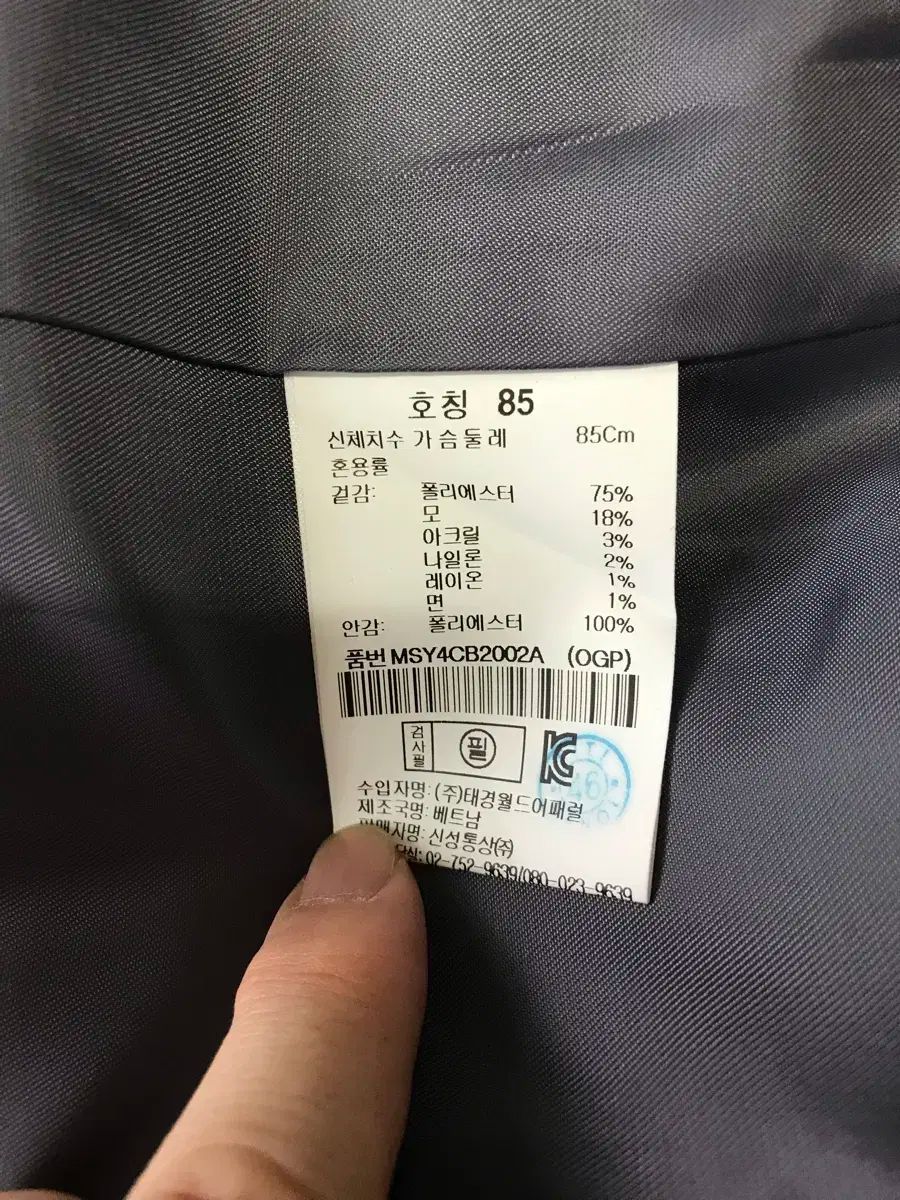 호칭 85
신체치수 가슴둘레 85Cm
혼용률
겉감: 폴리에스터 75%
모 18%
아크릴 3%
나일론 2%
레이온 1%
면 1%
안감: 폴리에스터 100%
품번 MSY4CB2002A (OGP)
검사필 필
수입자명: (주)태경월드어패럴
제조국명: 베트남
신성통상㈜
02-752-9639/080-023-9639